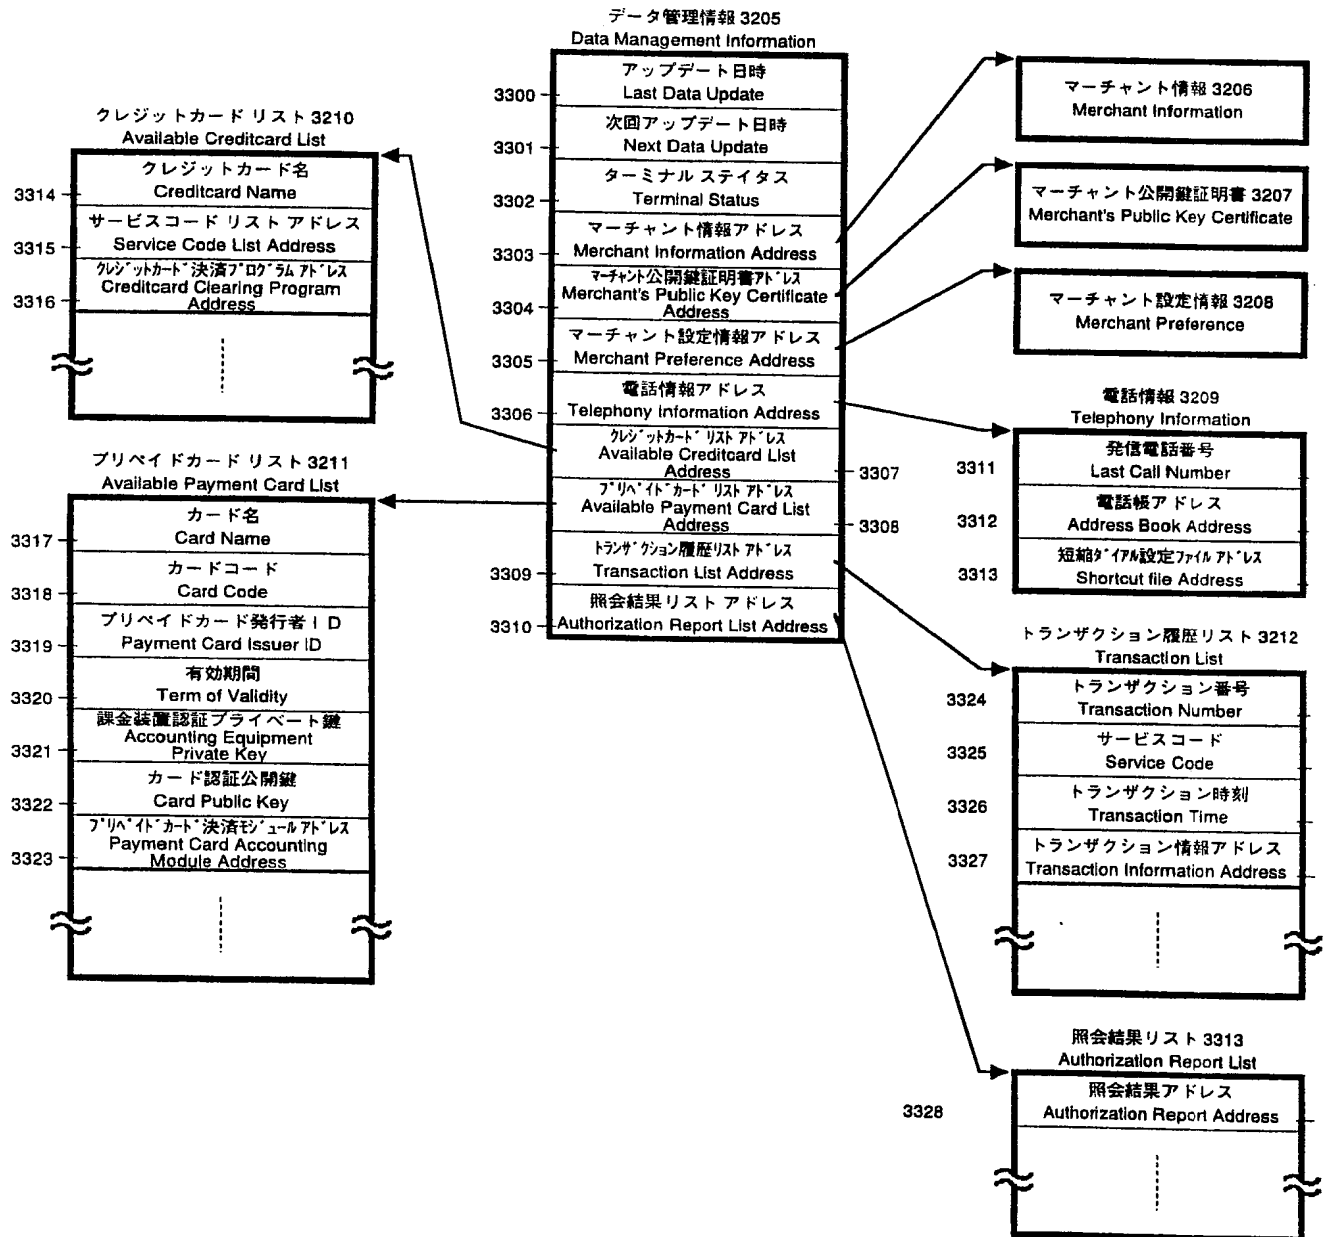 データ管理情報 3205
Data Management Information
3300
アップデート日時
Last Data Update
3301
次回アップデート日時
Next Data Update
3302
ターミナル ステイタス
Terminal Status
3303
マーチャント情報アドレス
Merchant Information Address
3304
マーチャント公開鍵証明書アドレス
Merchant's Public Key Certificate
Address
3305
マーチャント設定情報アドレス
Merchant Preference Address
3306
電話情報アドレス
Telephony Information Address
クレジットカード リスト アドレス
Available Creditcard List
Address
3307
プリペイドカード リスト アドレス
Available Payment Card List
Address
3308
3309
トランザクション履歴リスト アドレス
Transaction List Address
3310
照会結果リスト アドレス
Authorization Report List Address
クレジットカード リスト 3210
Available Creditcard List
3314
クレジットカード名
Creditcard Name
3315
サービスコード リスト アドレス
Service Code List Address
3316
クレジットカード決済プログラム アドレス
Creditcard Clearing Program
Address
プリペイドカード リスト 3211
Available Payment Card List
3317
カード名
Card Name
3318
カードコード
Card Code
3319
プリペイドカード発行者ID
Payment Card Issuer ID
3320
有効期間
Term of Validity
3321
課金装置認証プライベート鍵
Accounting Equipment
Private Key
3322
カード認証公開鍵
Card Public Key
3323
プリペイドカード決済モジュール アドレス
Payment Card Accounting
Module Address
マーチャント情報 3206
Merchant Information
マーチャント公開鍵証明書 3207
Merchant's Public Key Certificate
マーチャント設定情報 3208
Merchant Preference
電話情報 3209
Telephony Information
3311
発信電話番号
Last Call Number
3312
電話帳アドレス
Address Book Address
3313
短縮ダイアル設定ファイル アドレス
Shortcut file Address
トランザクション履歴リスト 3212
Transaction List
3324
トランザクション番号
Transaction Number
3325
サービスコード
Service Code
3326
トランザクション時刻
Transaction Time
3327
トランザクション情報アドレス
Transaction Information Address
照会結果リスト 3313
Authorization Report List
3328
照会結果アドレス
Authorization Report Address